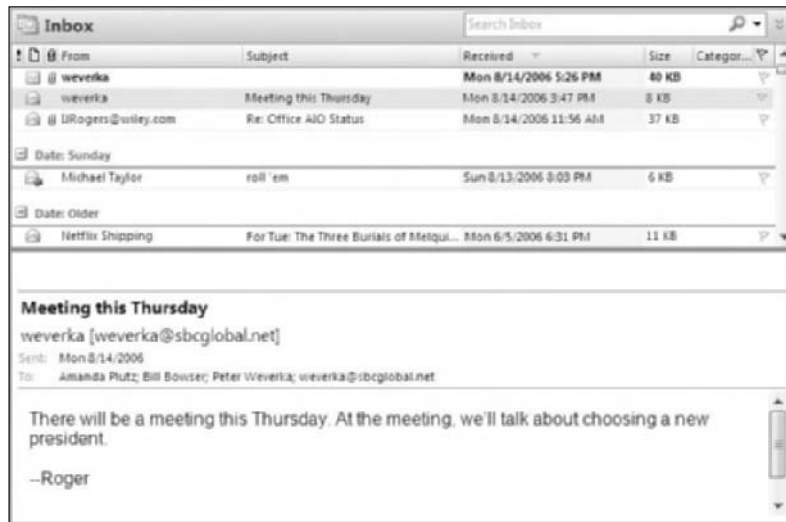 Inbox
Search Inbox
! From Subject Received Size Categor...
weverka Mon 8/14/2006 5:26 PM 40 KB
weverka Meeting this Thursday Mon 8/14/2006 3:47 PM 8 KB
IJRogers@wiley.com Re: Office AIO Status Mon 8/14/2006 11:56 AM 37 KB
Date: Sunday
Michael Taylor roll 'em Sun 8/13/2006 8:03 PM 6 KB
Date: Older
Netflix Shipping For Tue: The Three Burials of Melqui... Mon 6/5/2006 6:31 PM 11 KB
Meeting this Thursday
weverka [weverka@sbcglobal.net]
Sent: Mon 8/14/2006
To: Amanda Plutz; Bill Bowser; Peter Weverka; weverka@sbcglobal.net
There will be a meeting this Thursday. At the meeting, we'll talk about choosing a new
president.
--Roger